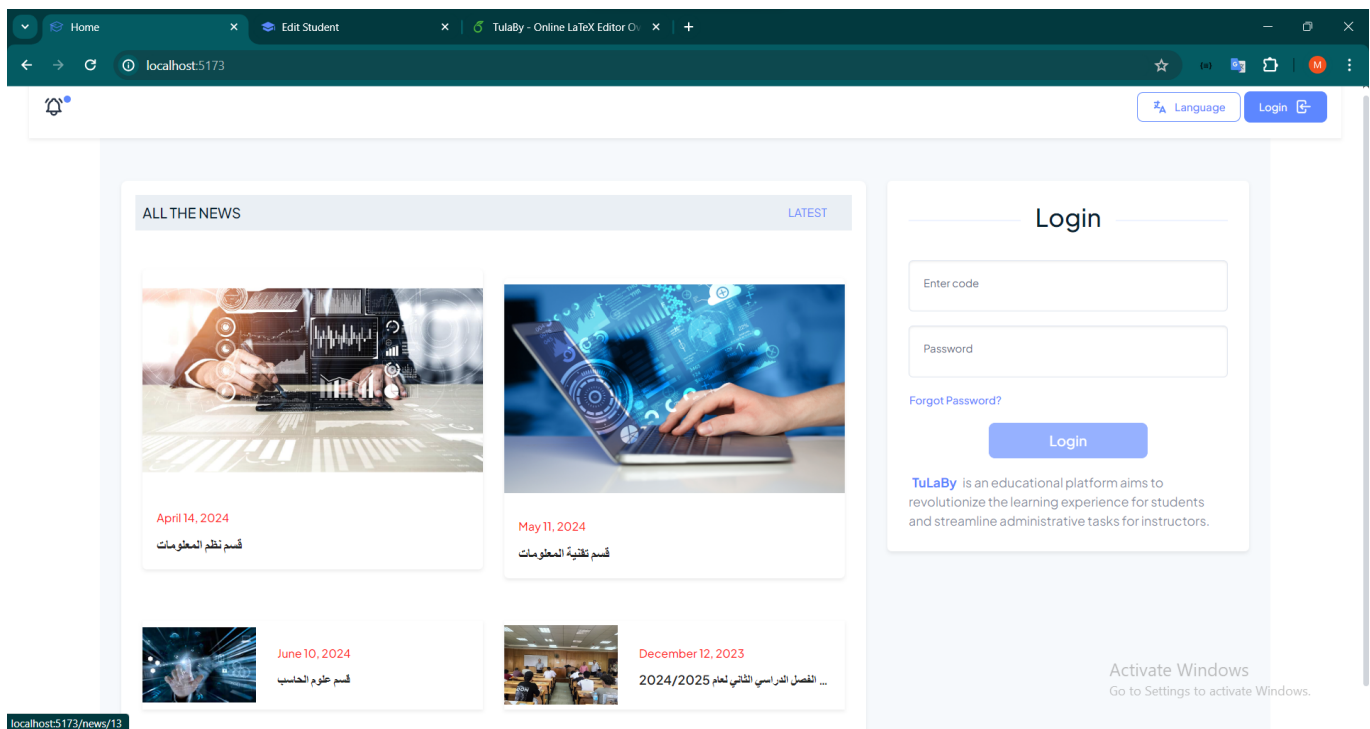 Home
Edit Student
TulaBy - Online LaTeX Editor Ov
localhost:5173
M
Language
Login
ALL THE NEWS
LATEST
April 14, 2024
قسم نظم المعلومات
May 11, 2024
قسم تقنية المعلومات
June 10, 2024
قسم علوم الحاسب
December 12, 2023
... الفصل الدراسي الثاني لعام 2024/2025
Login
Enter code
Password
Forgot Password?
Login
TuLaBy is an educational platform aims to
revolutionize the learning experience for students
and streamline administrative tasks for instructors.
Activate Windows
Go to Settings to activate Windows.
localhost:5173/news/13